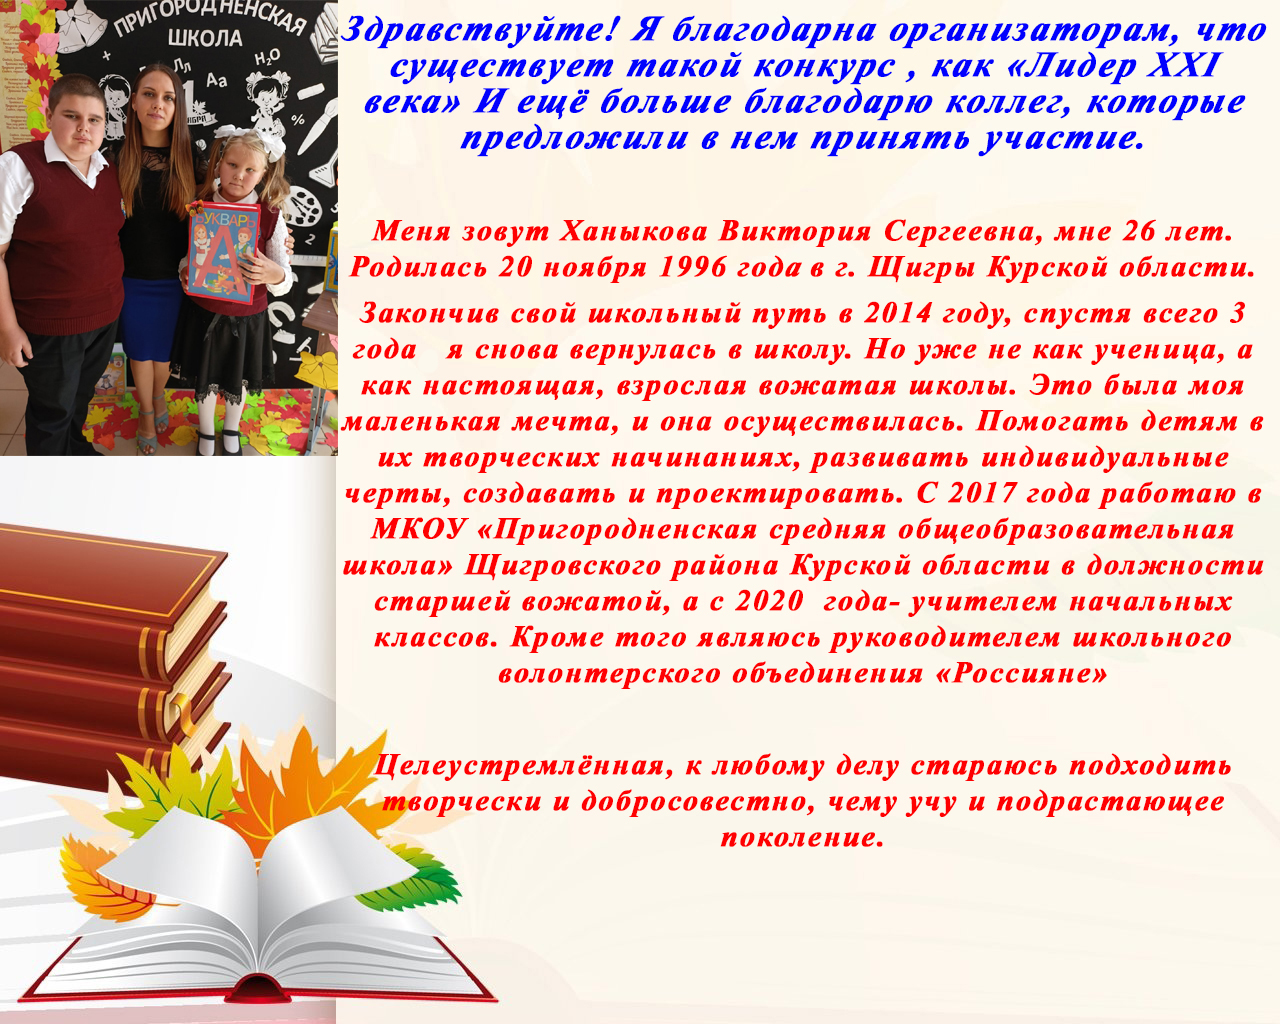 ПРИГОРОДНЕНСКАЯ
ШКОЛА
Лл
Аа
H₂O
%
2
БУКВАРЬ
А
Здравствуйте! Я благодарна организаторам, что
существует такой конкурс , как «Лидер XXI
века» И ещё больше благодарю коллег, которые
предложили в нем принять участие.
Меня зовут Ханыкова Виктория Сергеевна, мне 26 лет.
Родилась 20 ноября 1996 года в г. Щигры Курской области.
Закончив свой школьный путь в 2014 году, спустя всего 3
года я снова вернулась в школу. Но уже не как ученица, а
как настоящая, взрослая вожатая школы. Это была моя
маленькая мечта, и она осуществилась. Помогать детям в
их творческих начинаниях, развивать индивидуальные
черты, создавать и проектировать. С 2017 года работаю в
МКОУ «Пригородненская средняя общеобразовательная
школа» Щигровского района Курской области в должности
старшей вожатой, а с 2020 года- учителем начальных
классов. Кроме того являюсь руководителем школьного
волонтерского объединения «Россияне»
Целеустремлённая, к любому делу стараюсь подходить
творчески и добросовестно, чему учу и подрастающее
поколение.